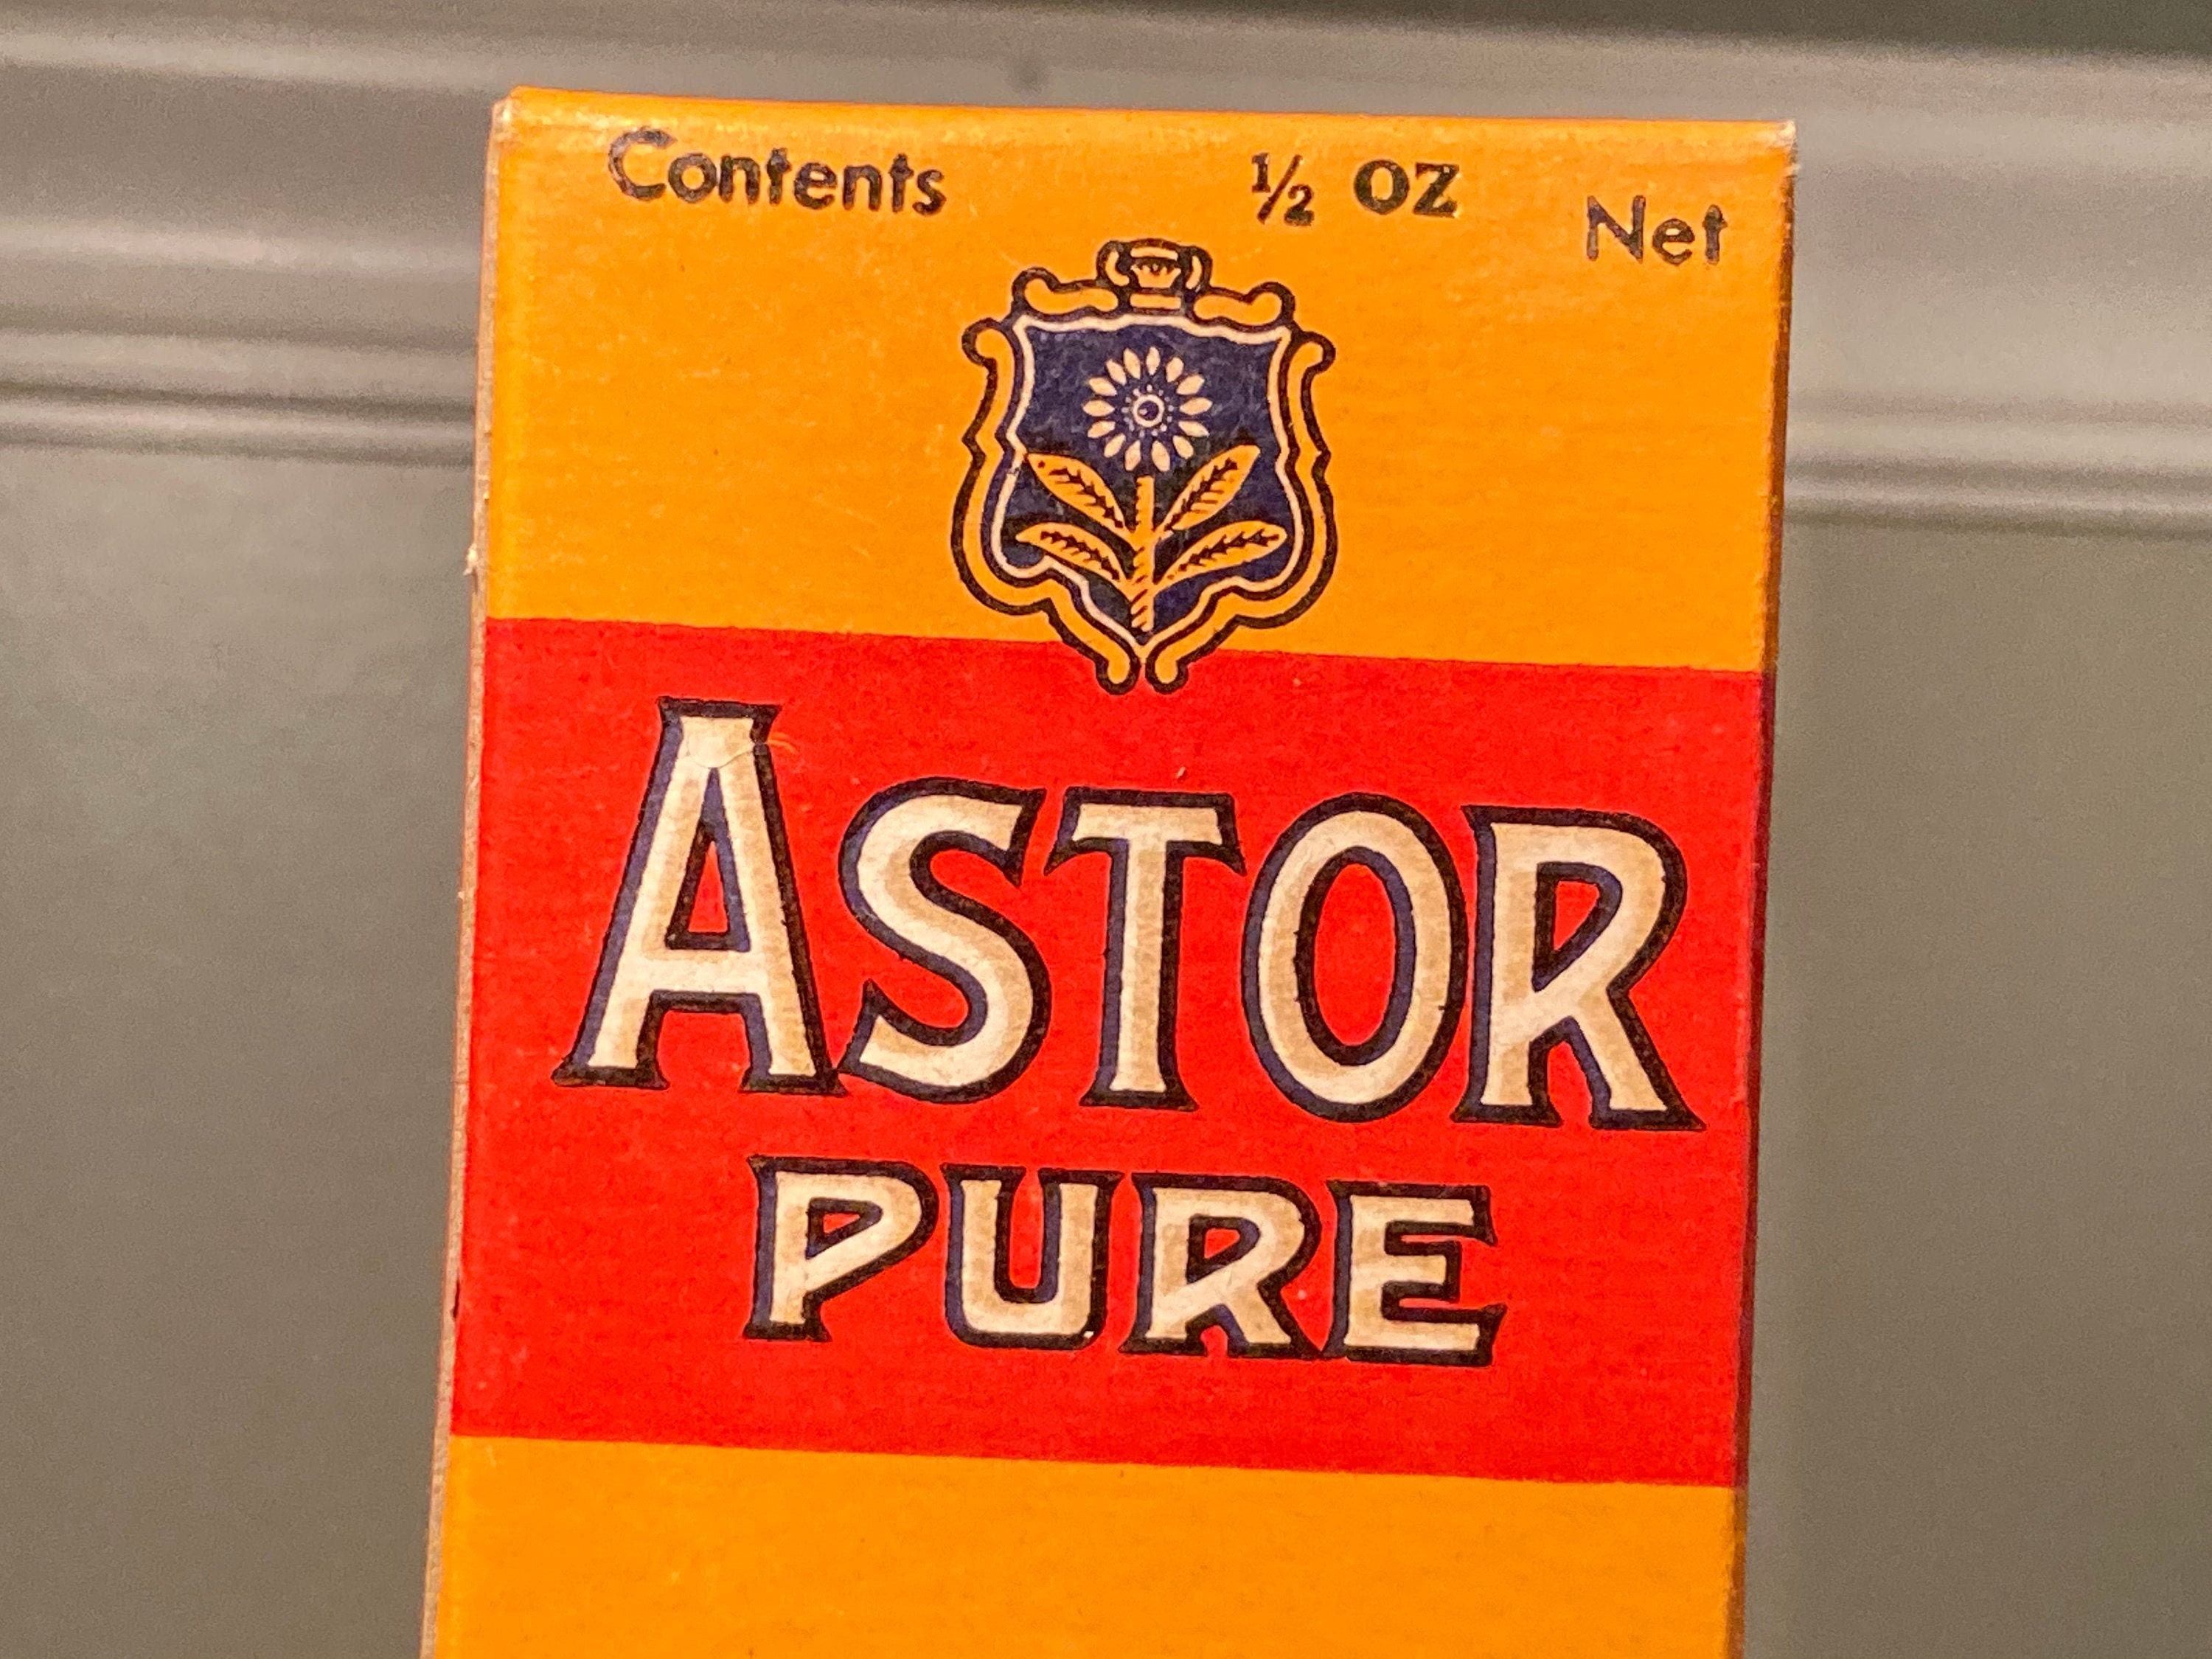 Contents ½ OZ Net
ASTOR
PURE